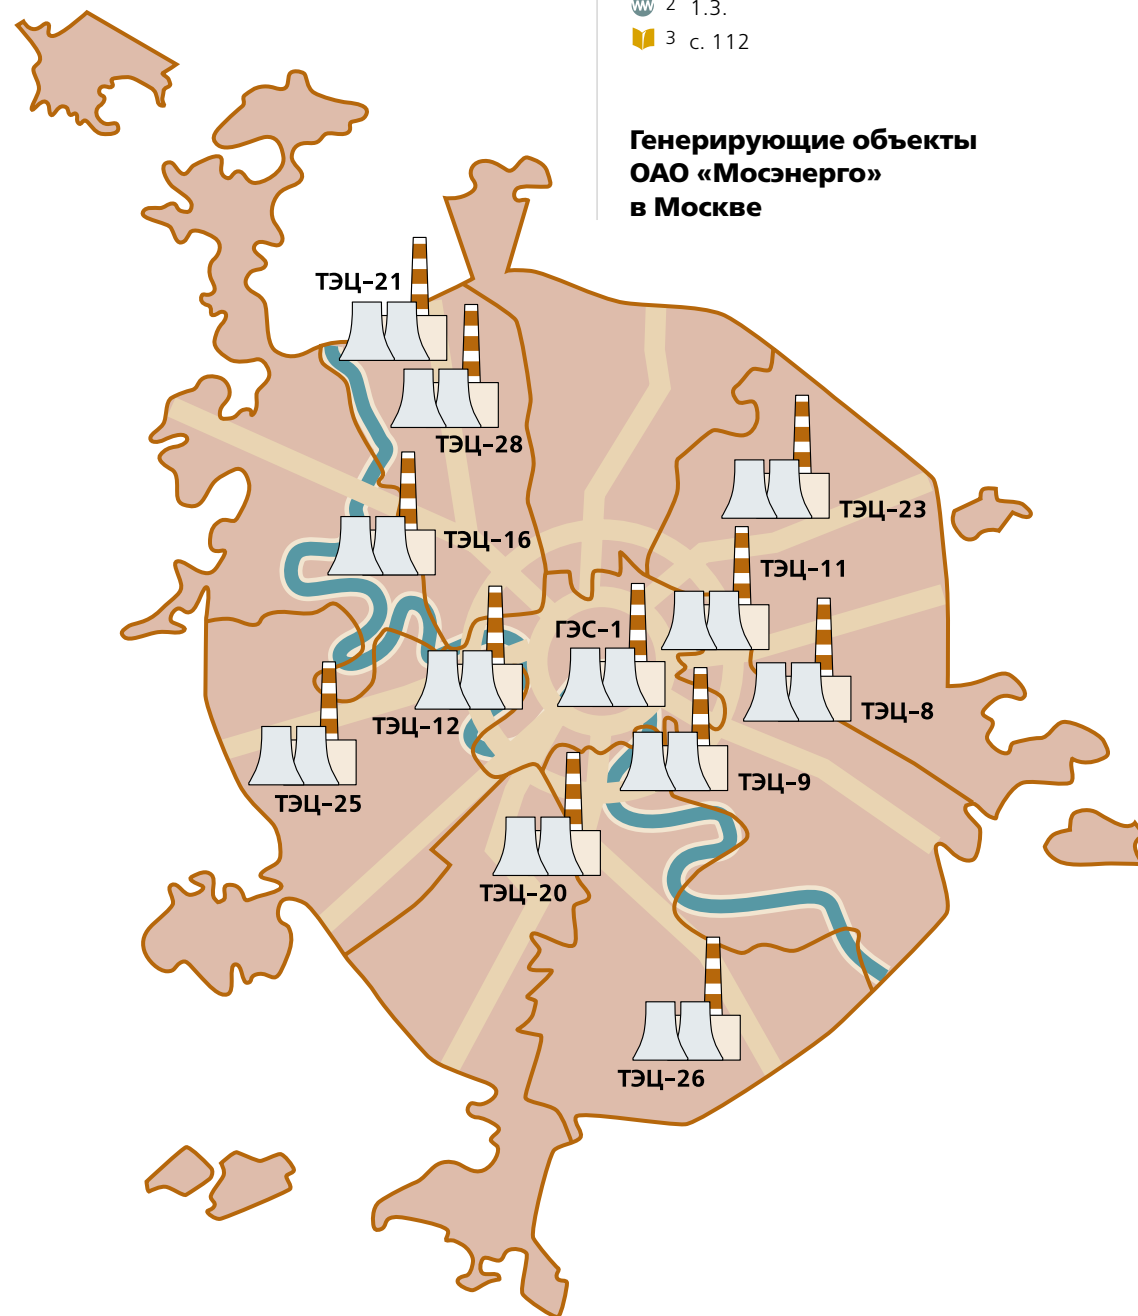 2 1.3.
3 с. 112
Генерирующие объекты
ОАО «Мосэнерго»
в Москве
ТЭЦ–21
ТЭЦ–28
ТЭЦ–23
ТЭЦ–16
ТЭЦ–11
ГЭС–1
ТЭЦ–8
ТЭЦ–12
ТЭЦ–9
ТЭЦ–25
ТЭЦ–20
ТЭЦ–26